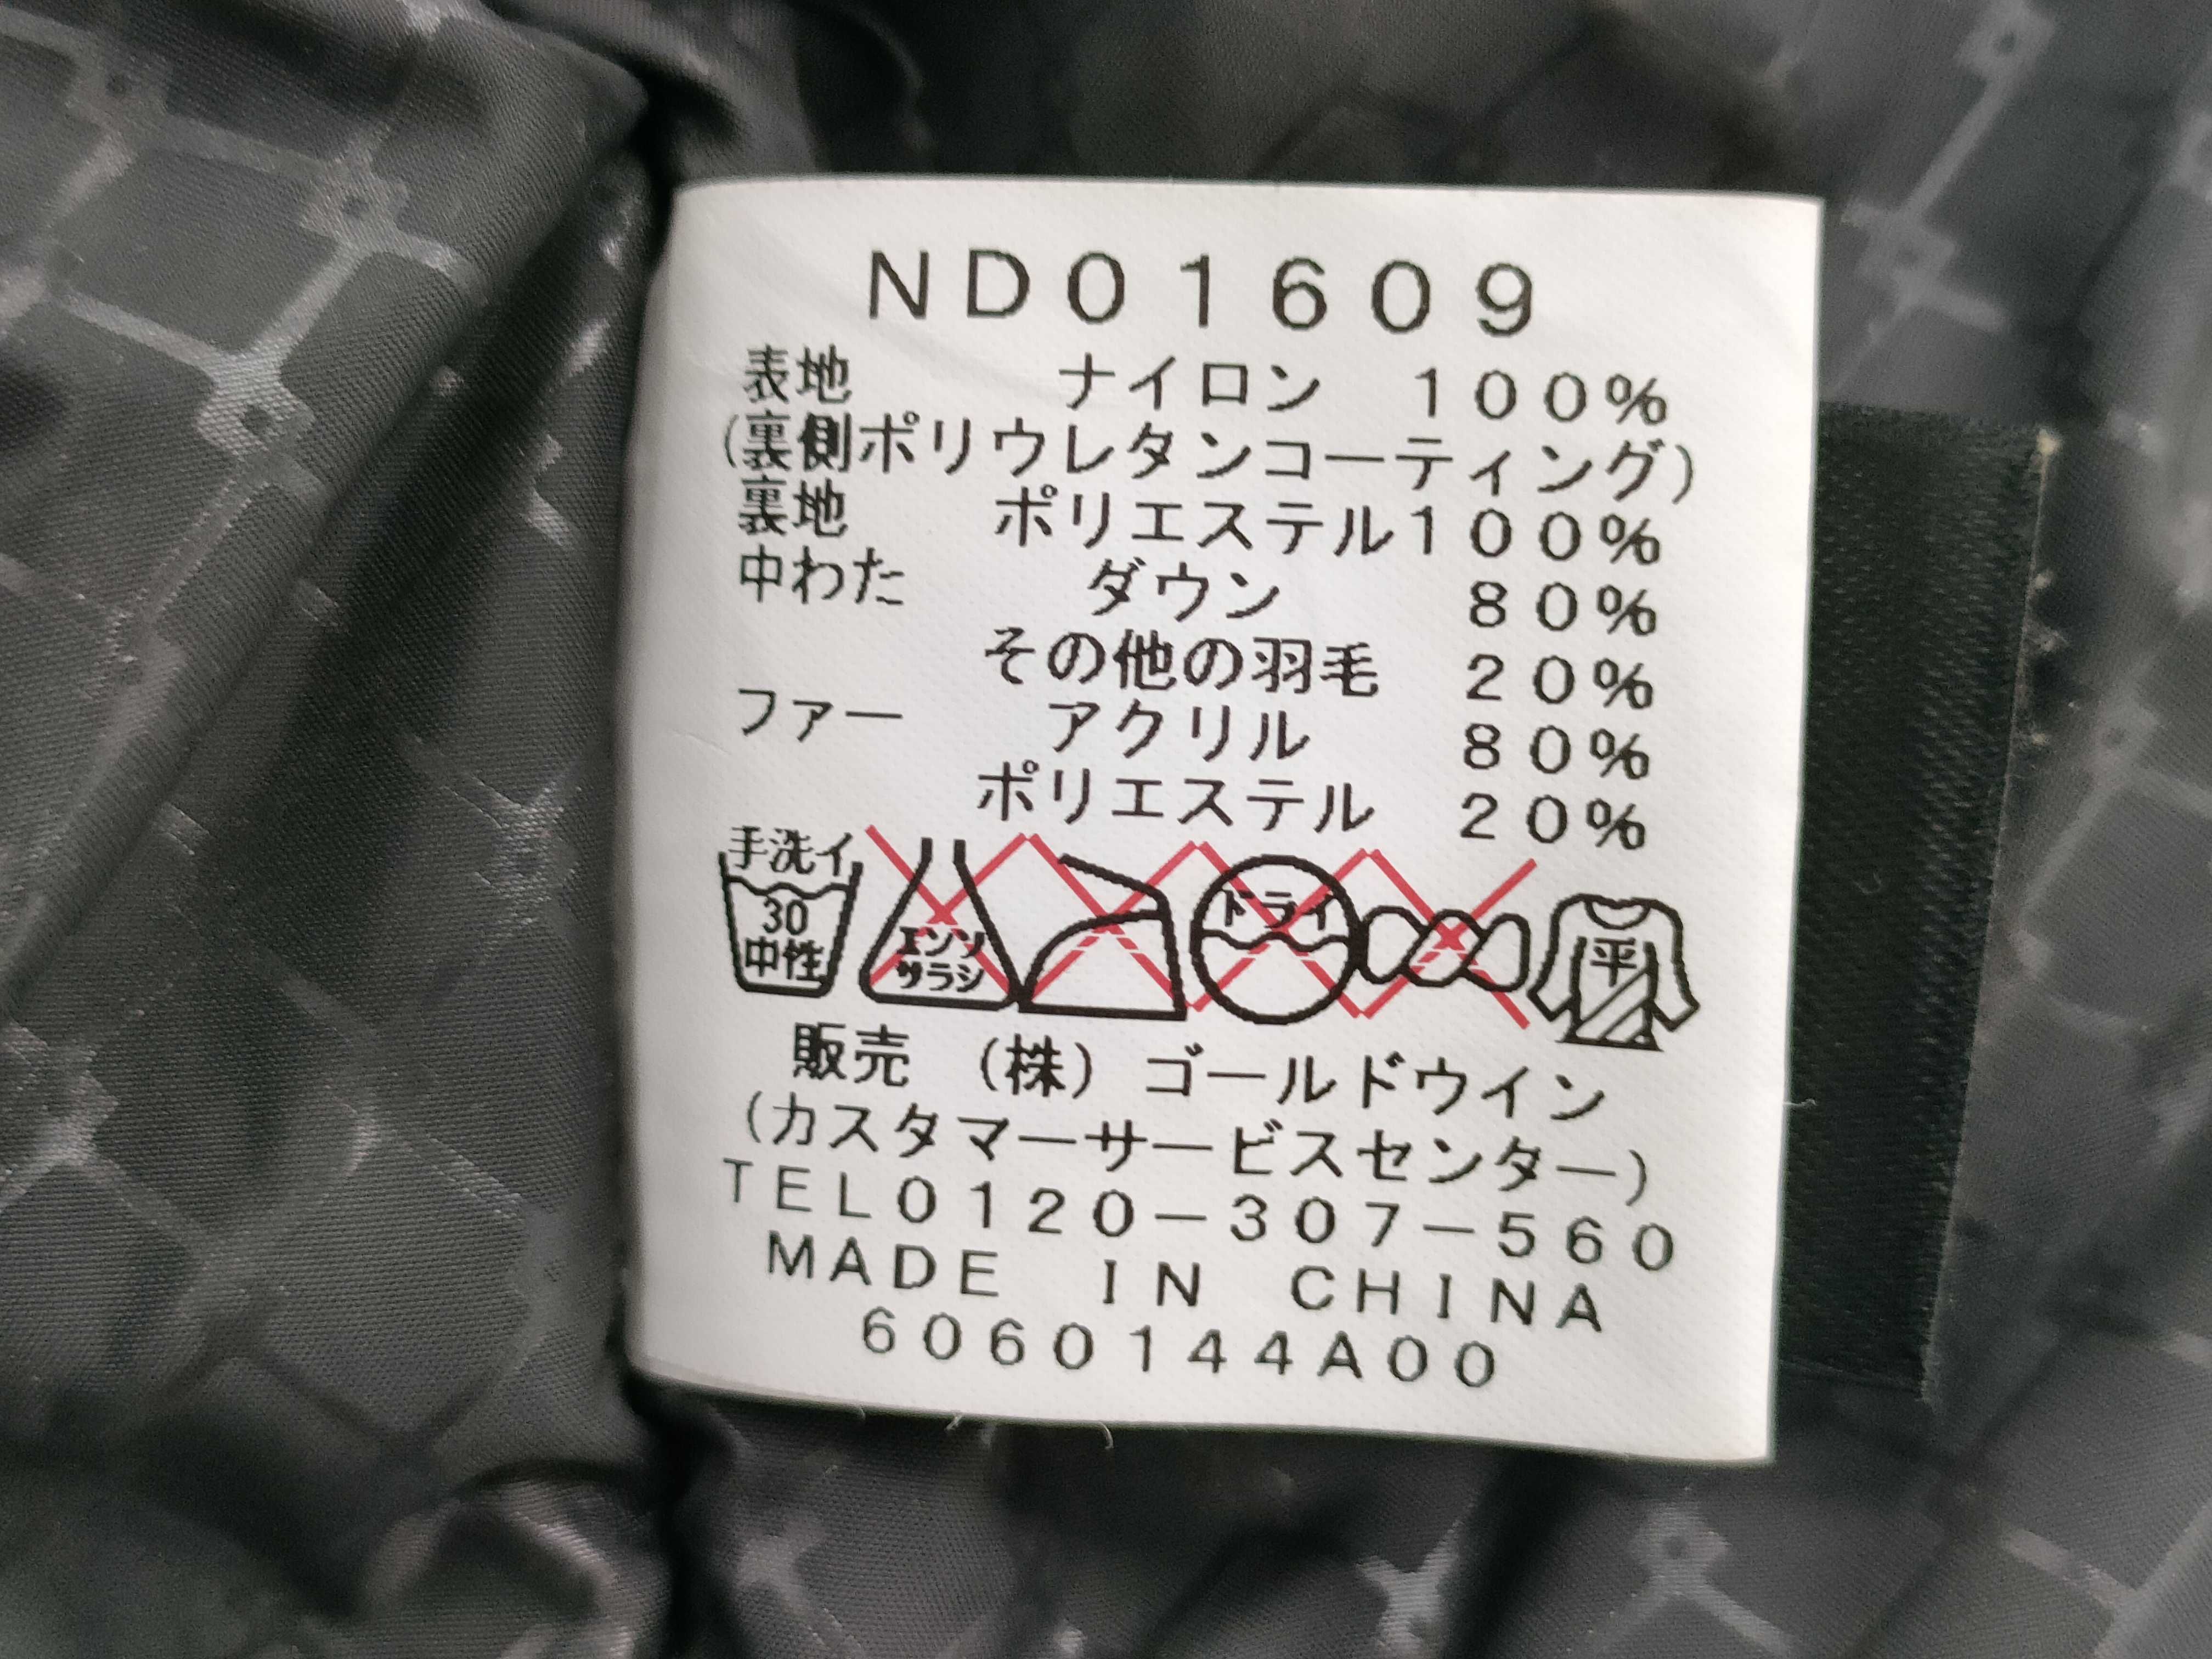 ND01609
表地 ナイロン 100%
(裏側ポリウレタンコーティング)
裏地 ポリエステル100%
中わた ダウン 80%
その他の羽毛 20%
ファー アクリル 80%
ポリエステル 20%
手洗イ 30 中性 エンソサラシ ドライ 平
販売 (株)ゴールドウイン
(カスタマーサービスセンター)
TEL0120-307-560
MADE IN CHINA
6060144A00